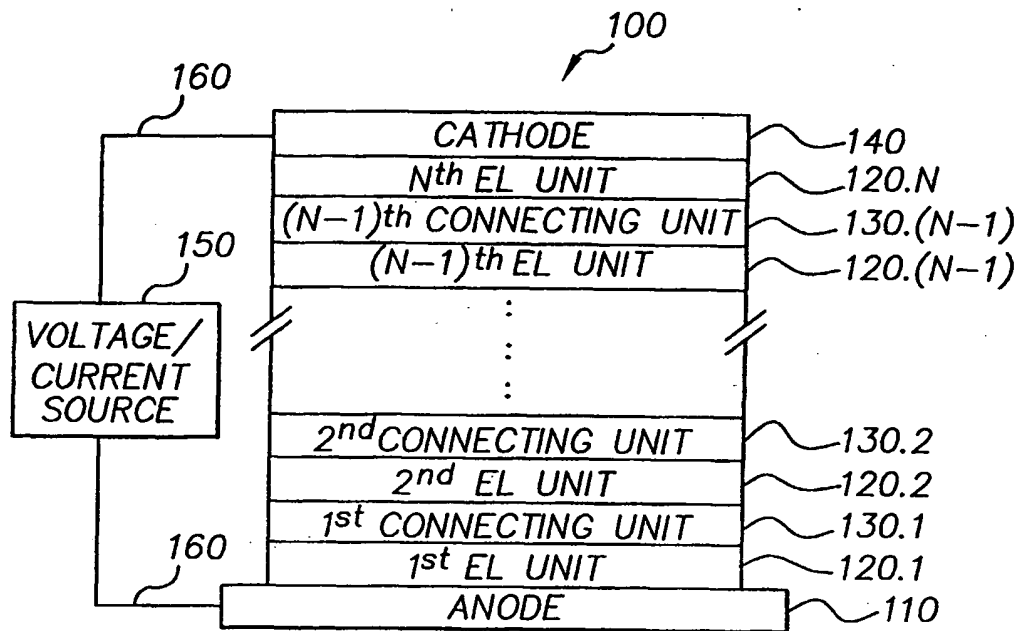 100
160
CATHODE
140
Nth EL UNIT
120.N
(N-1)th CONNECTING UNIT
130.(N-1)
(N-1)th EL UNIT
120.(N-1)
150
VOLTAGE/
CURRENT
SOURCE
2nd CONNECTING UNIT
130.2
2nd EL UNIT
120.2
1st CONNECTING UNIT
130.1
1st EL UNIT
120.1
160
ANODE
110